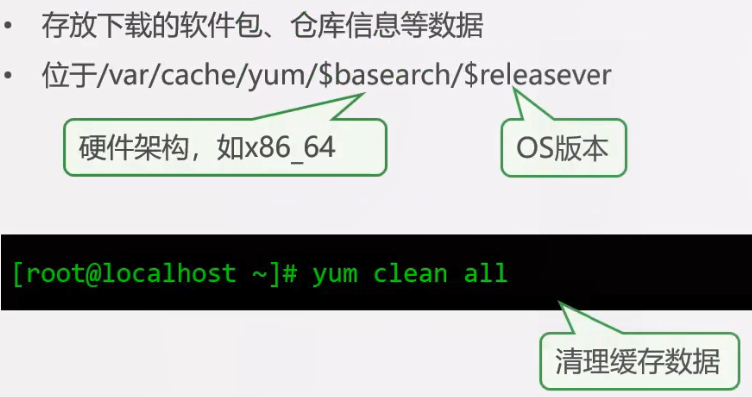 • 存放下载的软件包、仓库信息等数据
• 位于/var/cache/yum/$basearch/$releasever
硬件架构，如x86_64
OS版本
[root@localhost ~]# yum clean all
清理缓存数据